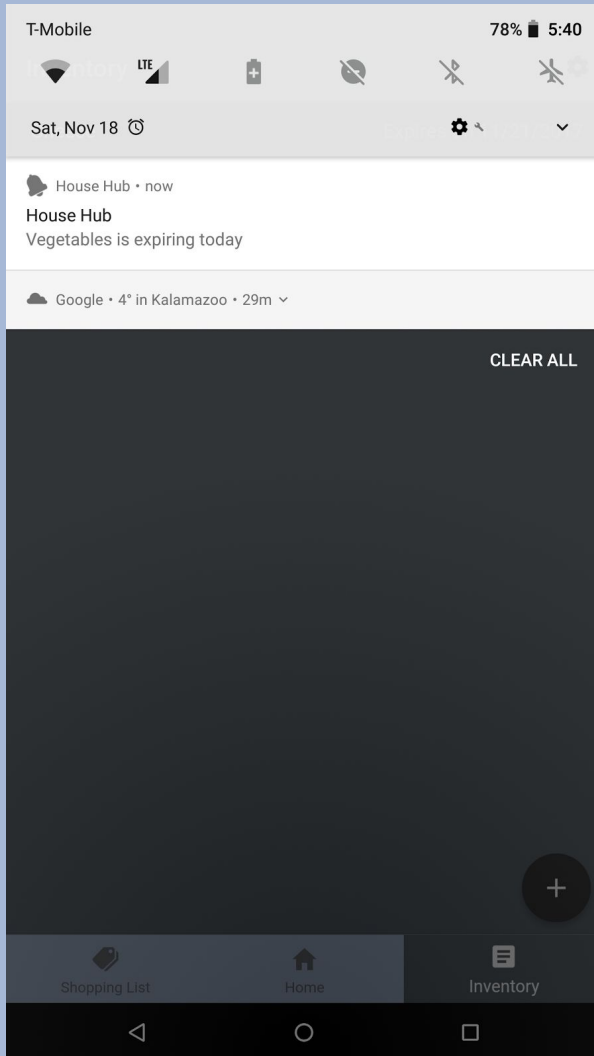 T-Mobile 78% 5:40
LTE
Sat, Nov 18
House Hub • now
House Hub
Vegetables is expiring today
Google • 4° in Kalamazoo • 29m
CLEAR ALL
+
Shopping List Home Inventory